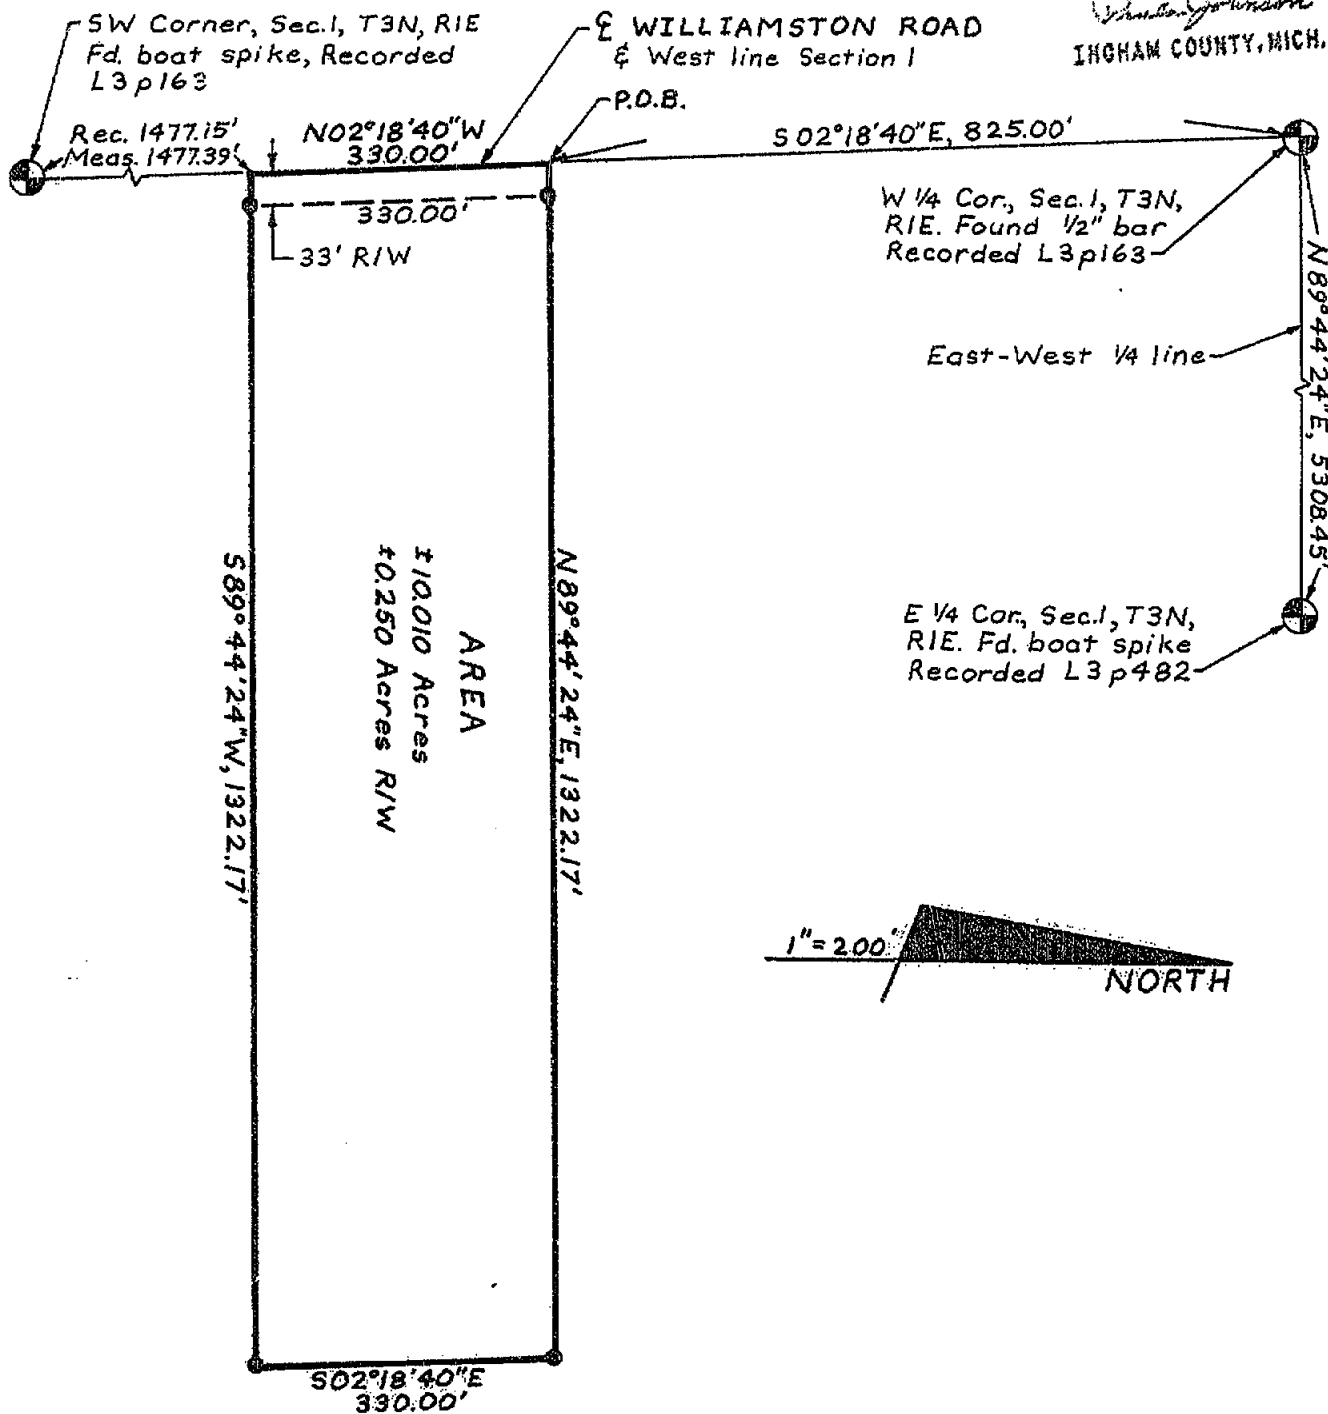 SW Corner, Sec.1, T3N, R1E
Fd. boat spike, Recorded
L3 p163
℄ WILLIAMSTON ROAD
& West line Section 1
Johnson
INGHAM COUNTY, MICH.
P.O.B.
Rec. 1477.15'
Meas. 1477.39'
N02°18'40"W
330.00'
S 02°18'40"E, 825.00'
330.00'
33' R/W
W 1/4 Cor., Sec.1, T3N,
R1E. Found 1/2" bar
Recorded L3p163
East-West 1/4 line
N89°44'24"E, 5308.45'
E 1/4 Cor., Sec.1, T3N,
R1E. Fd. boat spike
Recorded L3p482
S89°44'24"W, 1322.17'
AREA
±10.010 Acres
±0.250 Acres R/W
N89°44'24"E, 1322.17'
1"=200'
NORTH
S02°18'40"E
330.00'